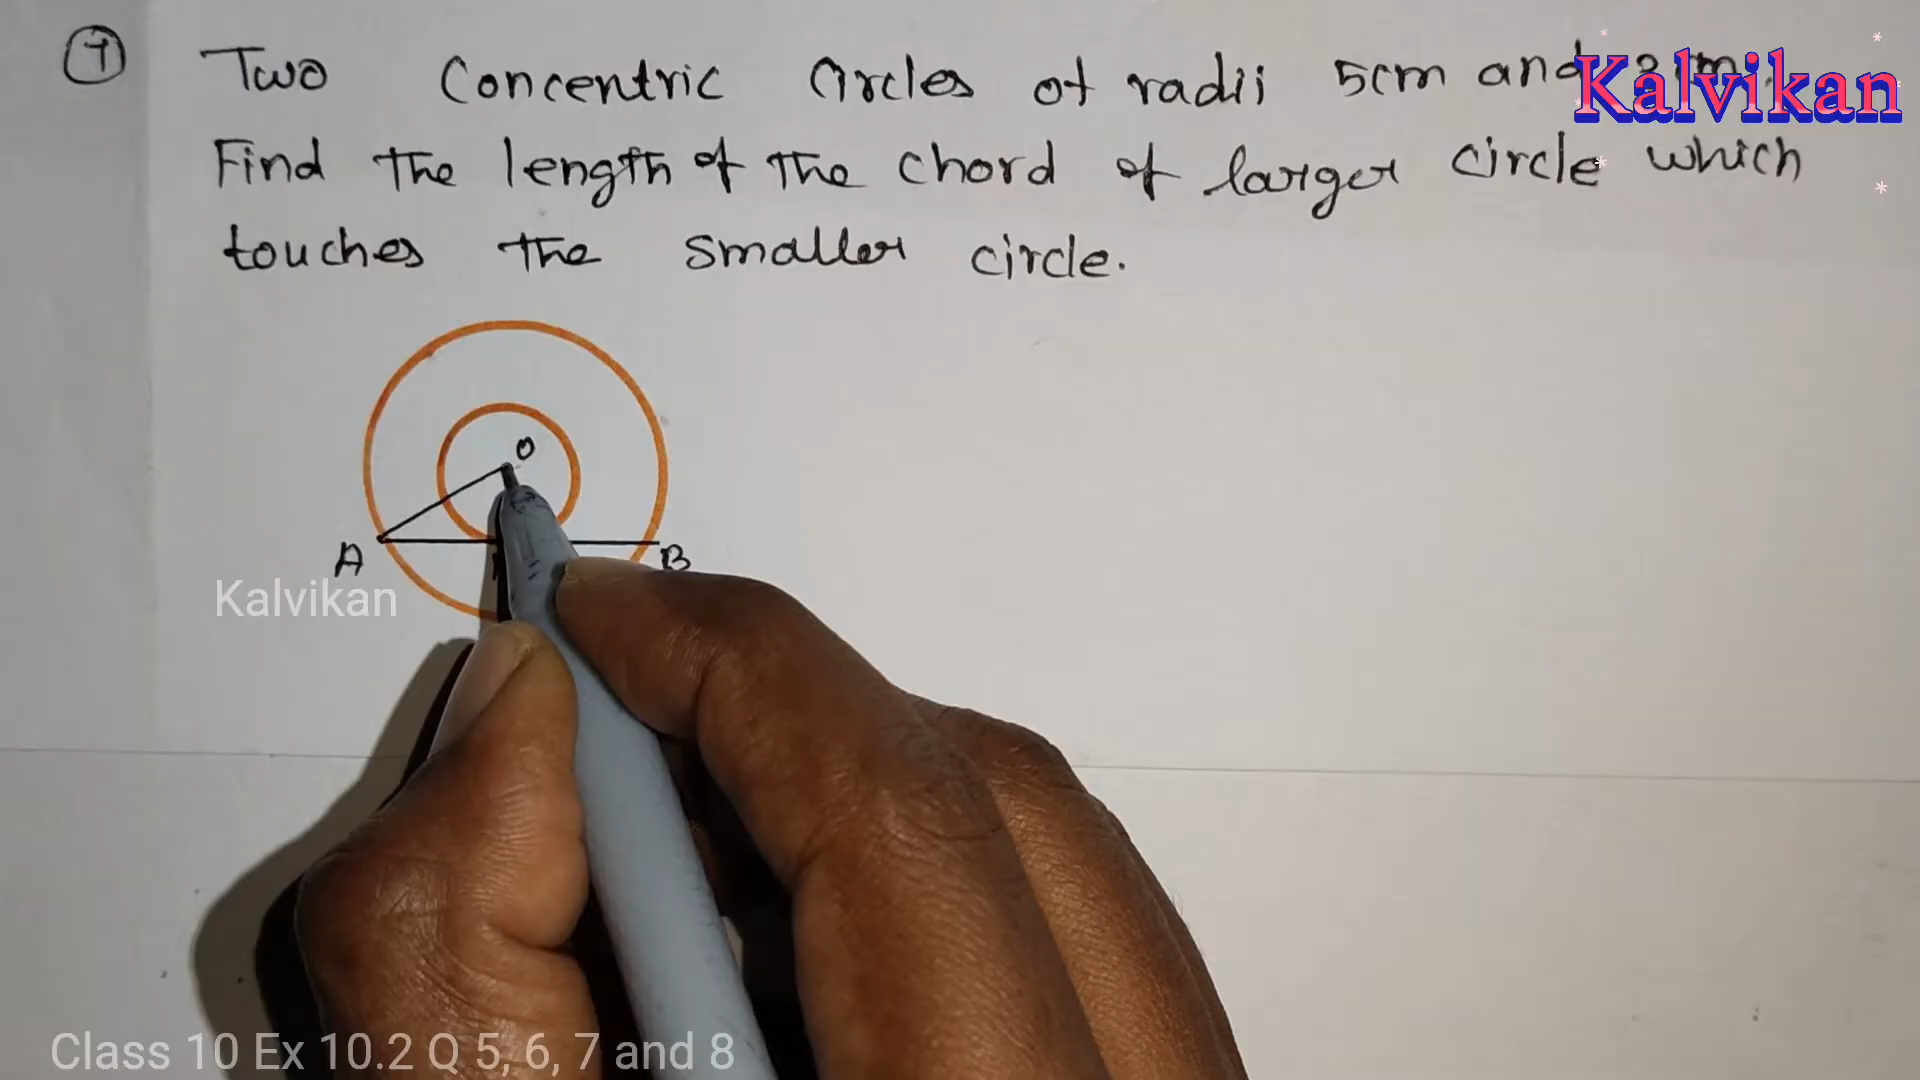 7 Two Concentric Circles of radii 5cm and 3cm.
Kalvikan
Find the length of the chord of larger circle which
touches the smaller circle.
O
A B
Kalvikan
Class 10 Ex 10.2 Q 5, 6, 7 and 8